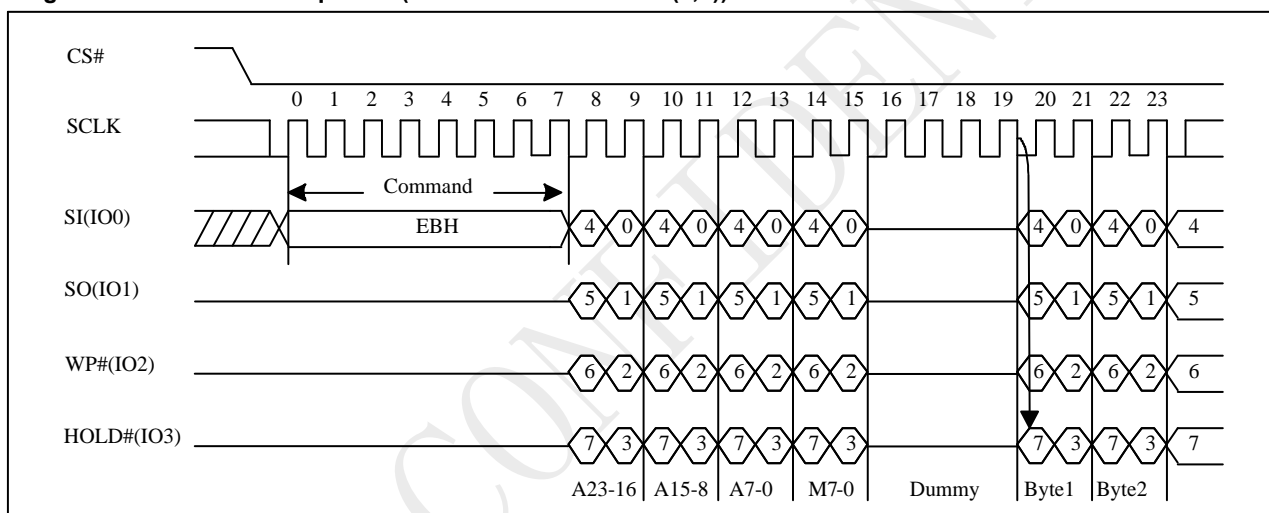 CS#
0 1 2 3 4 5 6 7 8 9 10 11 12 13 14 15 16 17 18 19 20 21 22 23
SCLK
Command
SI(IO0) EBH 4 0 4 0 4 0 4 0 4 0 4 0 4
SO(IO1) 5 1 5 1 5 1 5 1 5 1 5 1 5
WP#(IO2) 6 2 6 2 6 2 6 2 6 2 6 2 6
HOLD#(IO3) 7 3 7 3 7 3 7 3 7 3 7 3 7
A23-16 A15-8 A7-0 M7-0 Dummy Byte1 Byte2